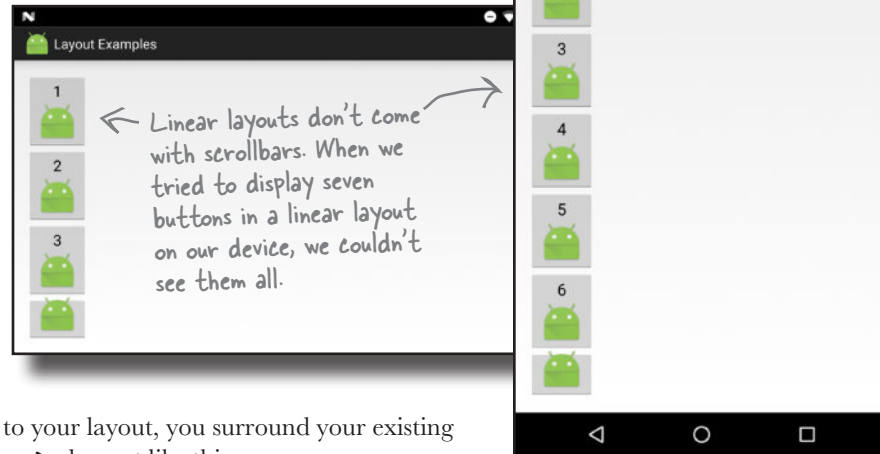 Layout Examples
1
2
3
Linear layouts don't come
with scrollbars. When we
tried to display seven
buttons in a linear layout
on our device, we couldn't
see them all.
3
4
5
6
to your layout, you surround your existing